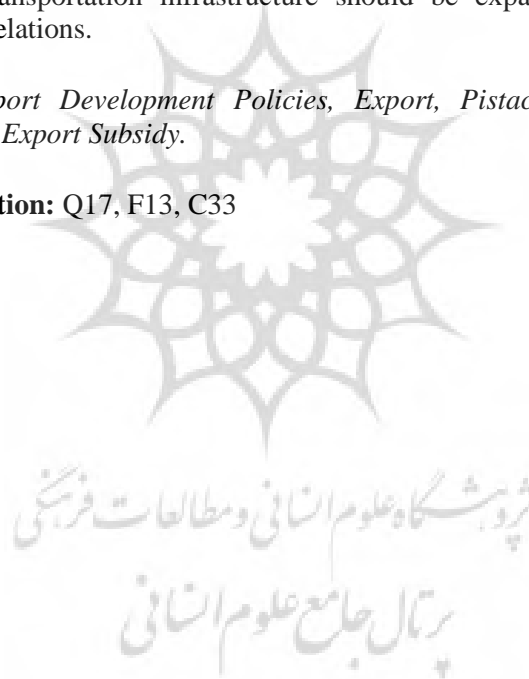 ansportation infrastructure should be expa
elations.
port Development Policies, Export, Pistac
Export Subsidy.
tion: Q17, F13, C33
پژوهشگاه علوم انسانی و مطالعات فرهنگی
پرتال جامع علوم انسانی